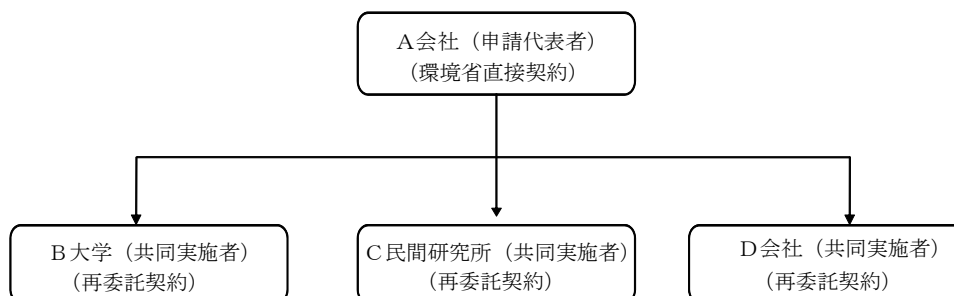 A会社（申請代表者）
（環境省直接契約）
B大学（共同実施者）
（再委託契約）
C民間研究所（共同実施者）
（再委託契約）
D会社（共同実施者）
（再委託契約）